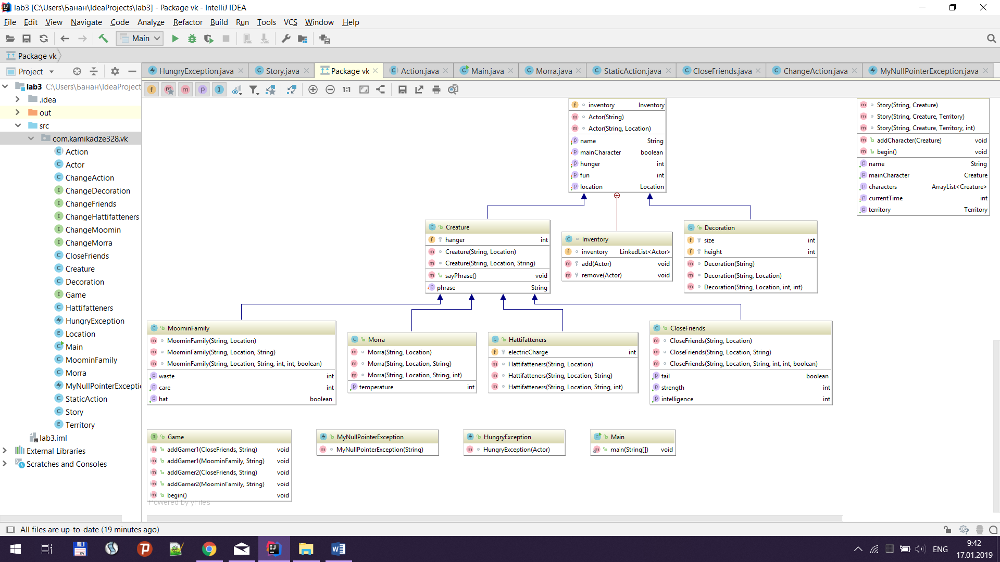 lab3 [C:\Users\Банан\IdeaProjects\lab3] - Package vk - IntelliJ IDEA
File Edit View Navigate Code Analyze Refactor Build Run Tools VCS Window Help
Main
1:1
Package vk
Project
HungryException.java Story.java Package vk Action.java Main.java Morra.java StaticAction.java CloseFriends.java ChangeAction.java MyNullPointerException.java
lab3 C:\Users\Банан\IdeaProject
.idea
out
src
com.kamikadze328.vk
Action
Actor
ChangeAction
ChangeDecoration
ChangeFriends
ChangeHattifatteners
ChangeMoomin
ChangeMorra
CloseFriends
Creature
Decoration
Game
Hattifatteners
HungryException
Location
Main
MoominFamily
Morra
MyNullPointerExceptio
StaticAction
Story
Territory
lab3.iml
External Libraries
Scratches and Consoles
inventory Inventory
Actor(String)
Actor(String, Location)
name String
mainCharacter boolean
hunger int
fun int
location Location
Story(String, Creature)
Story(String, Creature, Territory)
Story(String, Creature, Territory, int)
addCharacter(Creature) void
begin() void
name String
mainCharacter Creature
characters ArrayList<Creature>
currentTime int
territory Territory
Creature
hanger int
Creature(String, Location)
Creature(String, Location, String)
sayPhrase() void
phrase String
Inventory
inventory LinkedList<Actor>
add(Actor) void
remove(Actor) void
Decoration
size int
height int
Decoration(String)
Decoration(String, Location)
Decoration(String, Location, int, int)
MoominFamily
MoominFamily(String, Location)
MoominFamily(String, Location, String)
MoominFamily(String, Location, String, int, int, boolean)
waste int
care int
hat boolean
Morra
Morra(String, Location)
Morra(String, Location, String)
Morra(String, Location, String, int)
temperature int
Hattifatteners
electricCharge int
Hattifatteners(String, Location)
Hattifatteners(String, Location, String)
Hattifatteners(String, Location, String, int)
CloseFriends
CloseFriends(String, Location)
CloseFriends(String, Location, String)
CloseFriends(String, Location, String, int, int, boolean)
tail boolean
strength int
intelligence int
Game
addGamer1(CloseFriends, String) void
addGamer1(MoominFamily, String) void
addGamer2(CloseFriends, String) void
addGamer2(MoominFamily, String) void
begin() void
Powered by yFiles
MyNullPointerException
MyNullPointerException(String)
HungryException
HungryException(Actor)
Main
main(String[]) void
All files are up-to-date (19 minutes ago)
ENG
9:42
17.01.2019